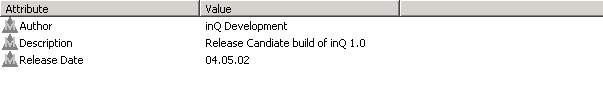 Attribute Value
Author inQ Development
Description Release Candiate build of inQ 1.0
Release Date 04.05.02